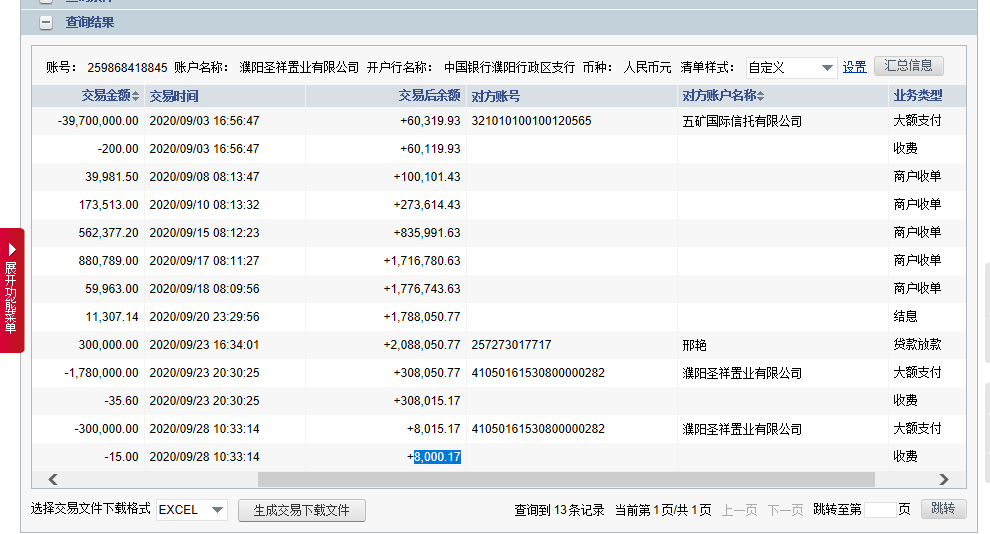 查询结果
账号： 259868418845 账户名称： 濮阳圣祥置业有限公司 开户行名称： 中国银行濮阳行政区支行 币种： 人民币元 清单样式： 自定义 设置 汇总信息
交易金额 交易时间 交易后余额 对方账号 对方账户名称 业务类型
-39,700,000.00 2020/09/03 16:56:47 +60,319.93 321010100100120565 五矿国际信托有限公司 大额支付
-200.00 2020/09/03 16:56:47 +60,119.93 收费
39,981.50 2020/09/08 08:13:47 +100,101.43 商户收单
173,513.00 2020/09/10 08:13:32 +273,614.43 商户收单
562,377.20 2020/09/15 08:12:23 +835,991.63 商户收单
880,789.00 2020/09/17 08:11:27 +1,716,780.63 商户收单
59,963.00 2020/09/18 08:09:56 +1,776,743.63 商户收单
11,307.14 2020/09/20 23:29:56 +1,788,050.77 结息
300,000.00 2020/09/23 16:34:01 +2,088,050.77 257273017717 邢艳 贷款放款
-1,780,000.00 2020/09/23 20:30:25 +308,050.77 41050161530800000282 濮阳圣祥置业有限公司 大额支付
-35.60 2020/09/23 20:30:25 +308,015.17 收费
-300,000.00 2020/09/28 10:33:14 +8,015.17 41050161530800000282 濮阳圣祥置业有限公司 大额支付
-15.00 2020/09/28 10:33:14 +8,000.17 收费
展开功能菜单
选择交易文件下载格式 EXCEL 生成交易下载文件 查询到 13 条记录 当前第 1 页/共 1 页 上一页 下一页 跳转至第 页 跳转